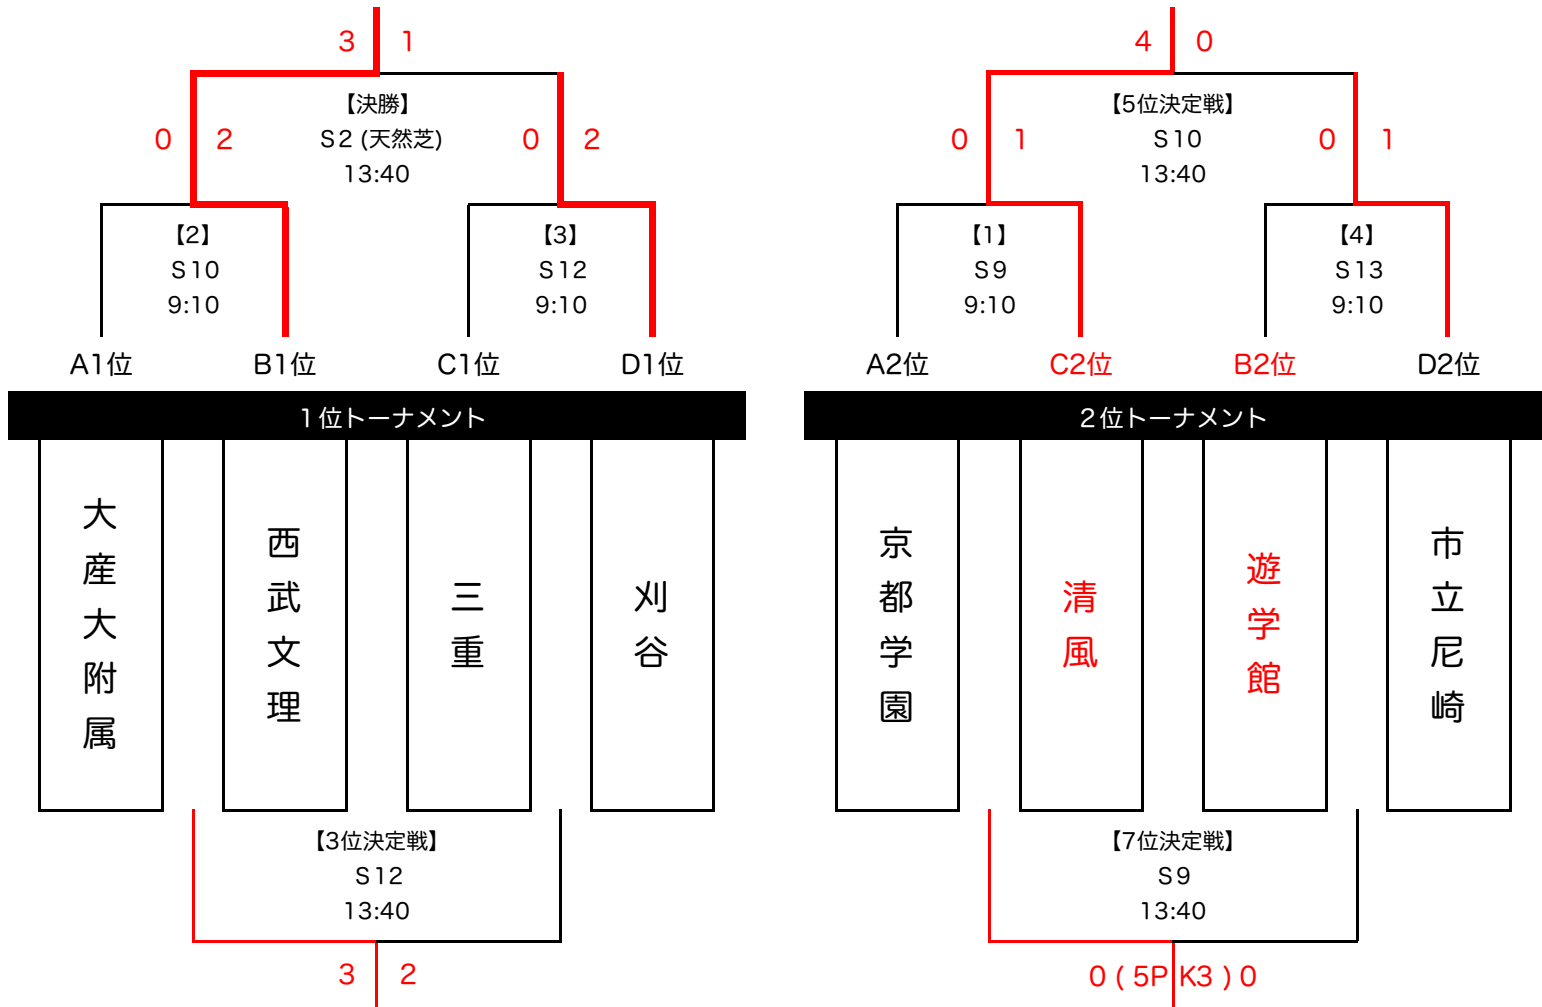 3 1
【決勝】
S2 (天然芝)
13:40
0 2
0 2
【2】
S10
9:10
【3】
S12
9:10
A1位 B1位 C1位 D1位
1位トーナメント
大産大附属
西武文理
三重
刈谷
【3位決定戦】
S12
13:40
3 2
4 0
【5位決定戦】
S10
13:40
0 1
0 1
【1】
S9
9:10
【4】
S13
9:10
A2位 C2位 B2位 D2位
2位トーナメント
京都学園
清風
遊学館
市立尼崎
【7位決定戦】
S9
13:40
0 ( 5PK3 ) 0